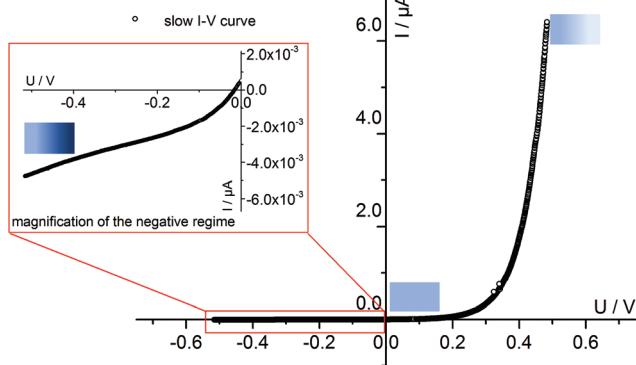 slow I-V curve
I / µA
6.0
4.0
2.0
0.0
U / V
-0.6
-0.4
-0.2
0
0.2
0.4
0.6
2.0x10⁻³
U / V
0.0
-0.4
-0.2
0.0
-2.0x10⁻³
-4.0x10⁻³
-6.0x10⁻³
I / µA
magnification of the negative regime